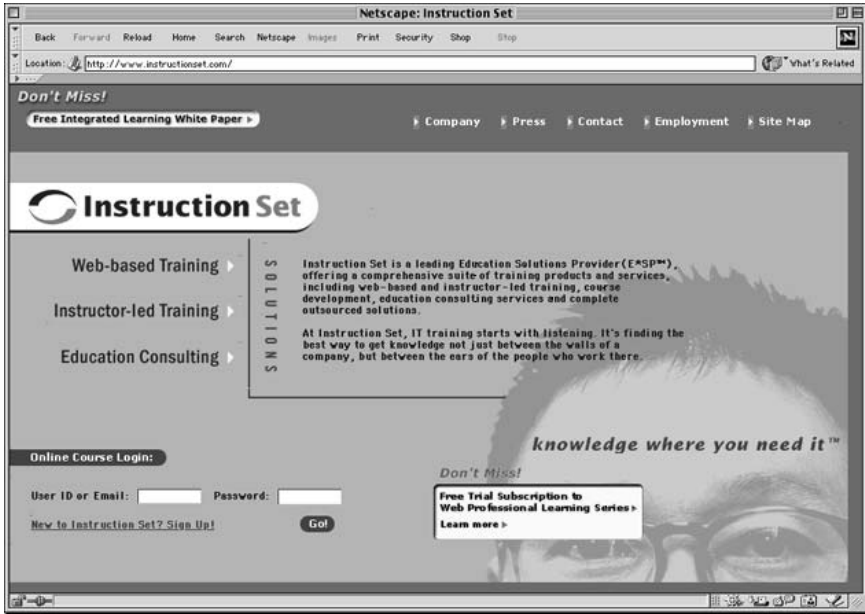 Netscape: Instruction Set
Back Forward Reload Home Search Netscape Images Print Security Shop Stop
N
Location: http://www.instructionset.com/ What's Related
Don't Miss!
Free Integrated Learning White Paper
Company Press Contact Employment Site Map
Instruction Set
Web-based Training
Instructor-led Training
Education Consulting
SOLUTIONS
Instruction Set is a leading Education Solutions Provider(E*SP™),
offering a comprehensive suite of training products and services,
including web-based and instructor-led training, course
development, education consulting services and complete
outsourced solutions.
At Instruction Set, IT training starts with listening. It's finding the
best way to get knowledge not just between the walls of a
company, but between the ears of the people who work there.
knowledge where you need it™
Online Course Login:
User ID or Email: Password:
New to Instruction Set? Sign Up! Go!
Don't Miss!
Free Trial Subscription to
Web Professional Learning Series
Learn more